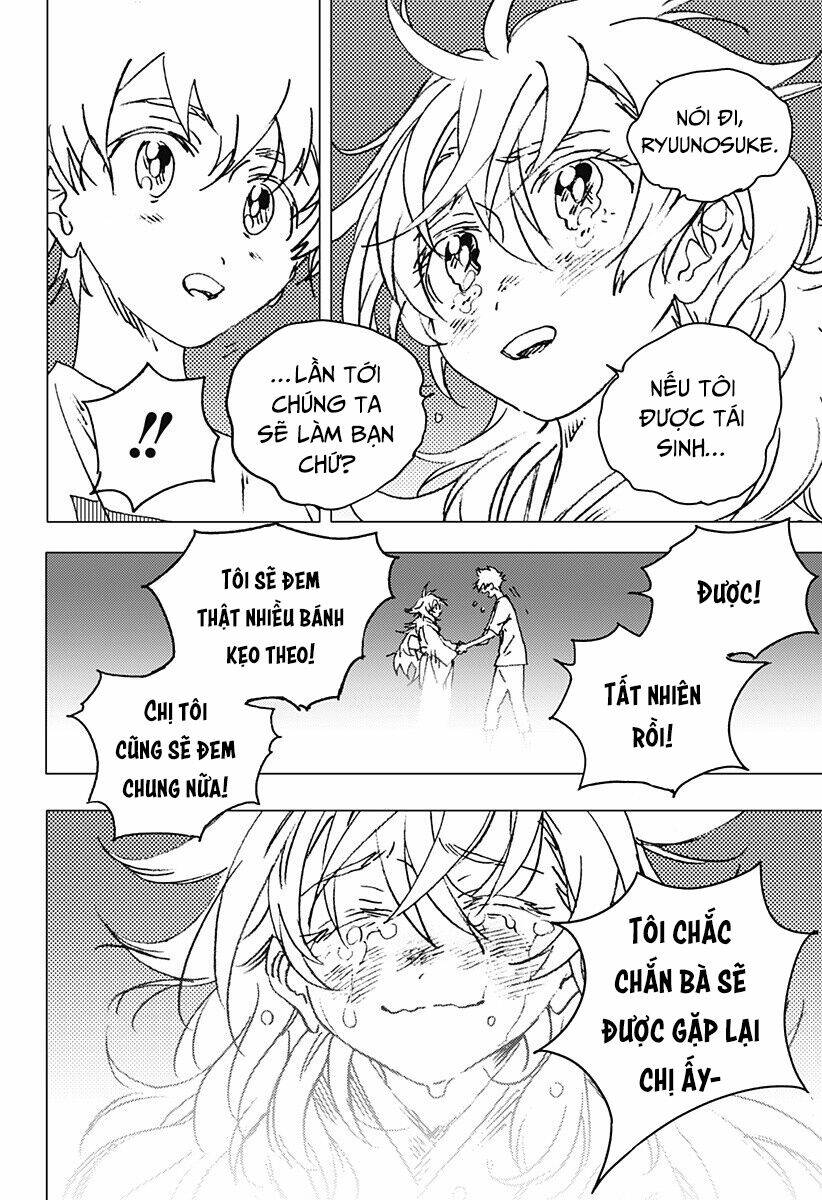 NÓI ĐI,
RYUUNOSUKE.
NẾU TÔI
ĐƯỢC TÁI
SINH...
...LẦN TỚI
CHÚNG TA
SẼ LÀM BẠN
CHỨ?
!!
ĐƯỢC!
TẤT NHIÊN
RỒI!
TÔI SẼ ĐEM
THẬT NHIỀU BÁNH
KẸO THEO!
CHỊ TÔI
CŨNG SẼ ĐEM
CHUNG NỮA!
TÔI CHẮC
CHẮN BÀ SẼ
ĐƯỢC GẶP LẠI
CHỊ ẤY-